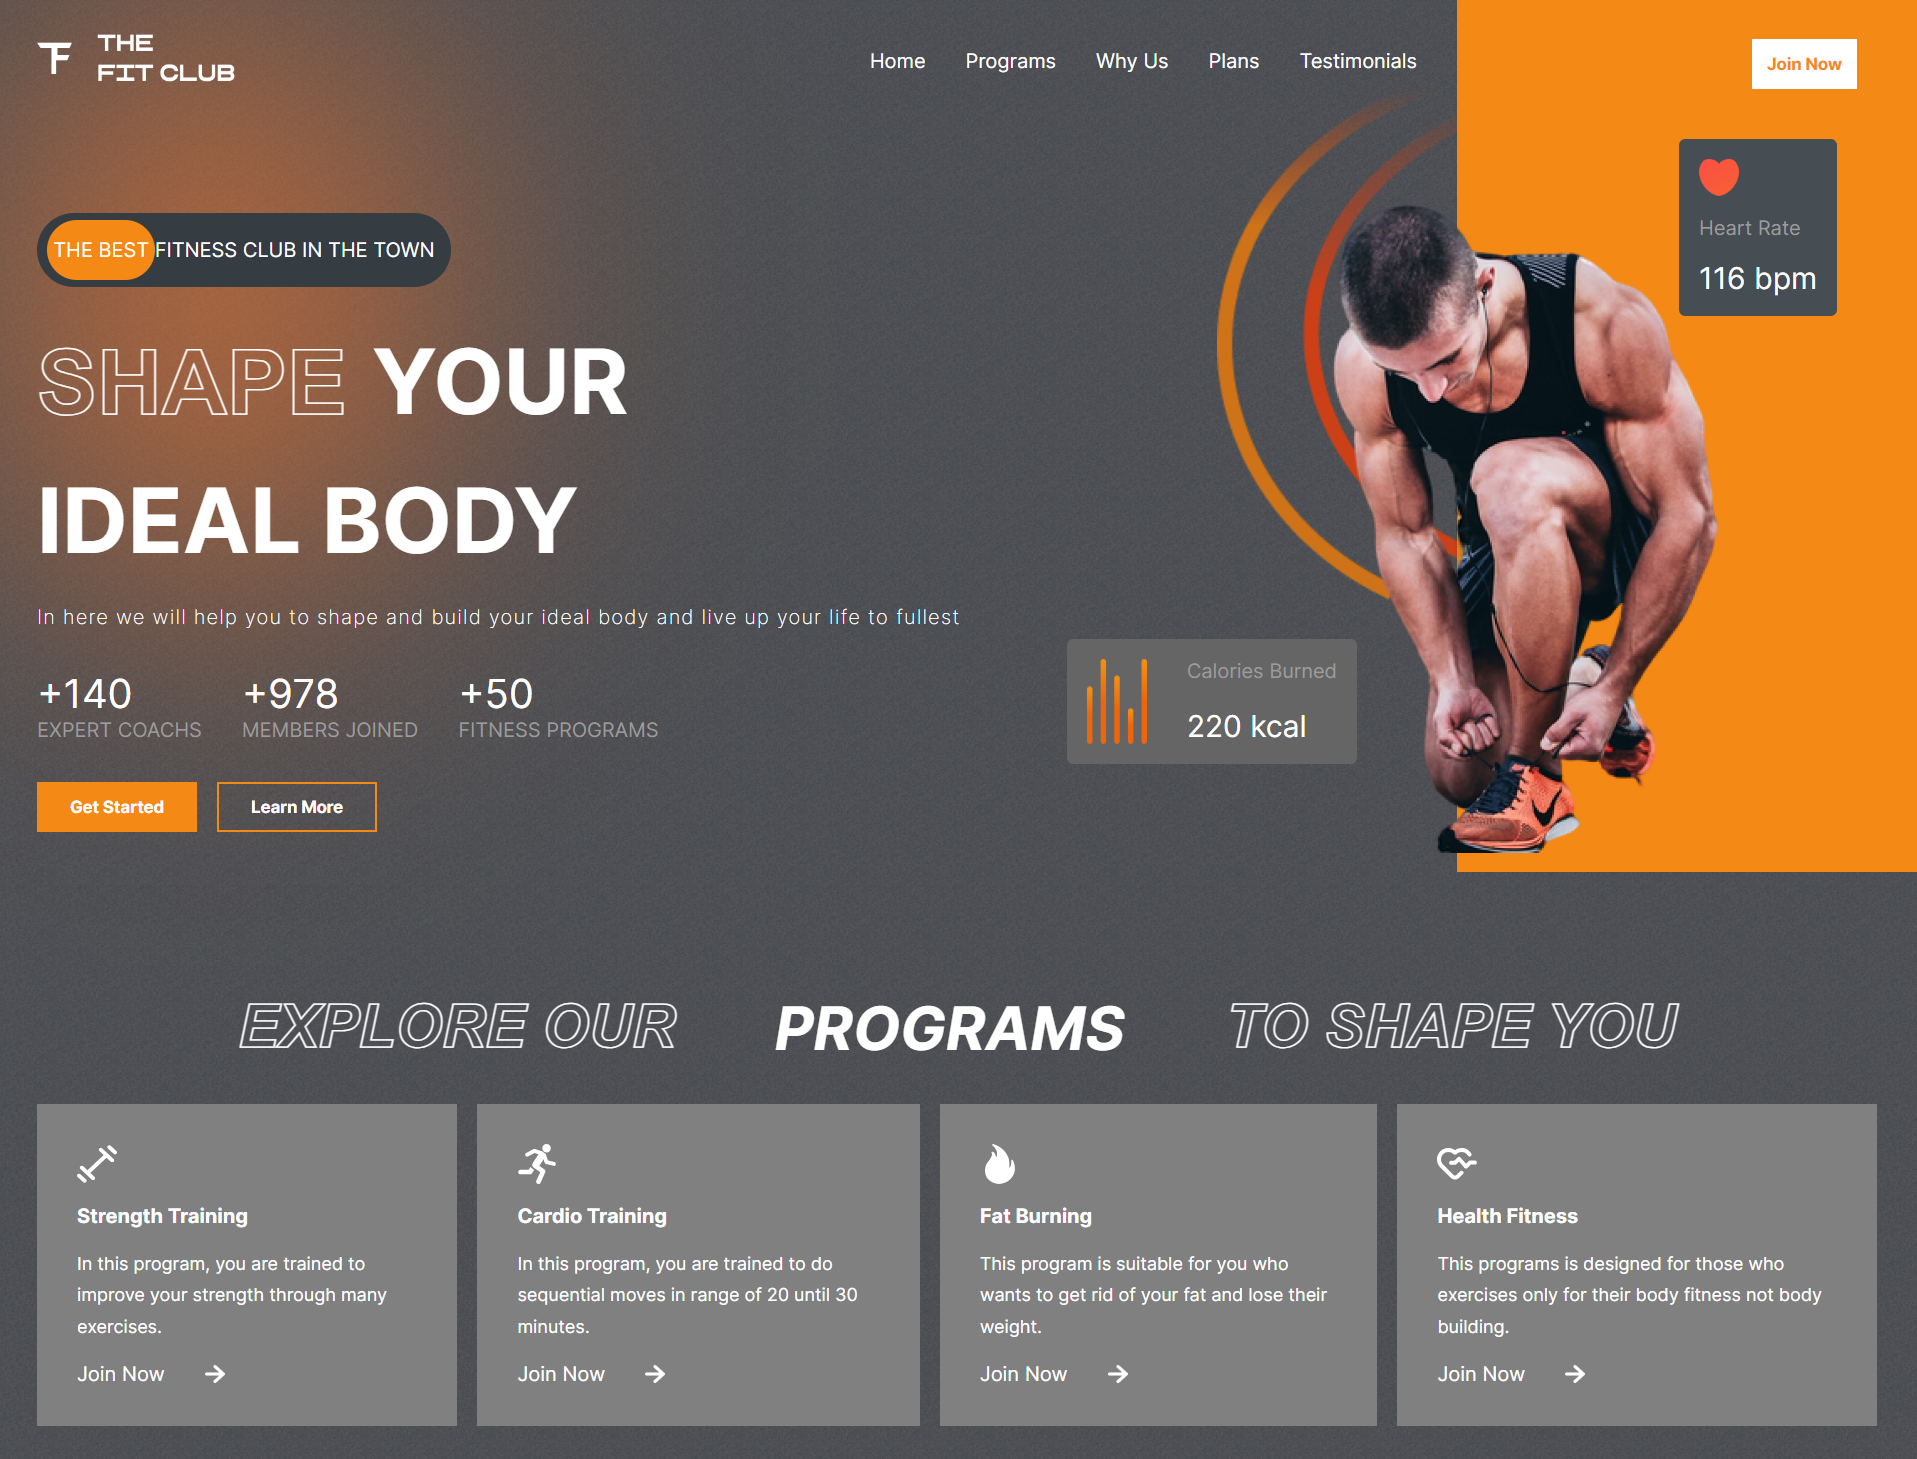 THE
FIT CLUB
Home Programs Why Us Plans Testimonials
Join Now
THE BEST FITNESS CLUB IN THE TOWN
Heart Rate
116 bpm
SHAPE YOUR
IDEAL BODY
In here we will help you to shape and build your ideal body and live up your life to fullest
+140
EXPERT COACHS
+978
MEMBERS JOINED
+50
FITNESS PROGRAMS
Calories Burned
220 kcal
Get Started
Learn More
EXPLORE OUR PROGRAMS TO SHAPE YOU
Strength Training
In this program, you are trained to
improve your strength through many
exercises.
Join Now
Cardio Training
In this program, you are trained to do
sequential moves in range of 20 until 30
minutes.
Join Now
Fat Burning
This program is suitable for you who
wants to get rid of your fat and lose their
weight.
Join Now
Health Fitness
This programs is designed for those who
exercises only for their body fitness not body
building.
Join Now